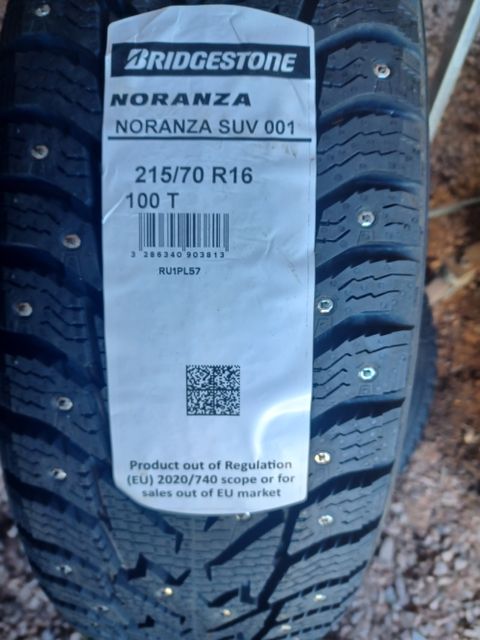 BRIDGESTONE
NORANZA
NORANZA SUV 001
215/70 R16
100 T
3 286340 903813
RU1PL57
Product out of Regulation
(EU) 2020/740 scope or for
sales out of EU market